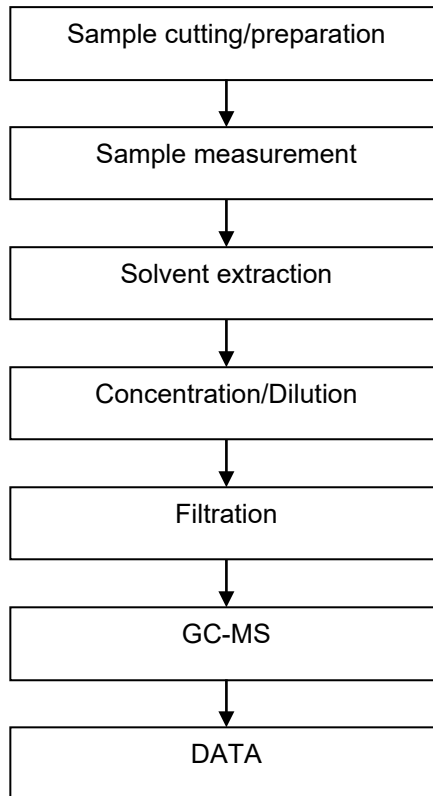 Sample cutting/preparation
Sample measurement
Solvent extraction
Concentration/Dilution
Filtration
GC-MS
DATA